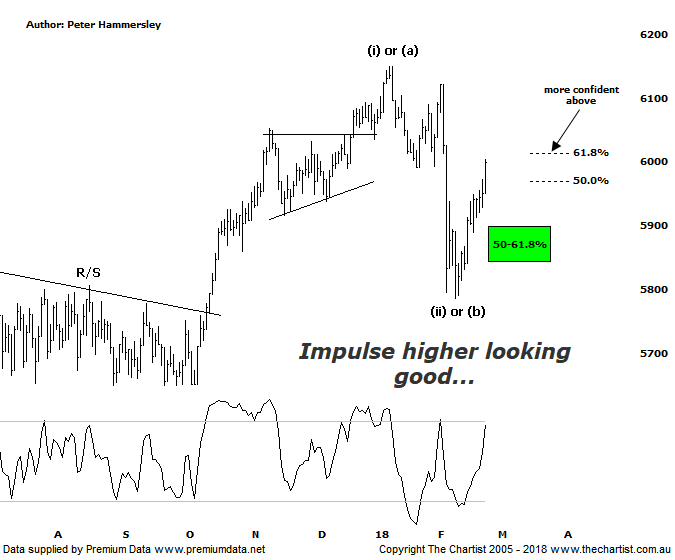 Author: Peter Hammersley
6200
(i) or (a)
6100
more confident
above
61.8%
6000
50.0%
5900
50-61.8%
R/S
5800
(ii) or (b)
Impulse higher looking
good...
5700
A S O N D 18 F M A
Data supplied by Premium Data www.premiumdata.net
Copyright The Chartist 2005 - 2018 www.thechartist.com.au